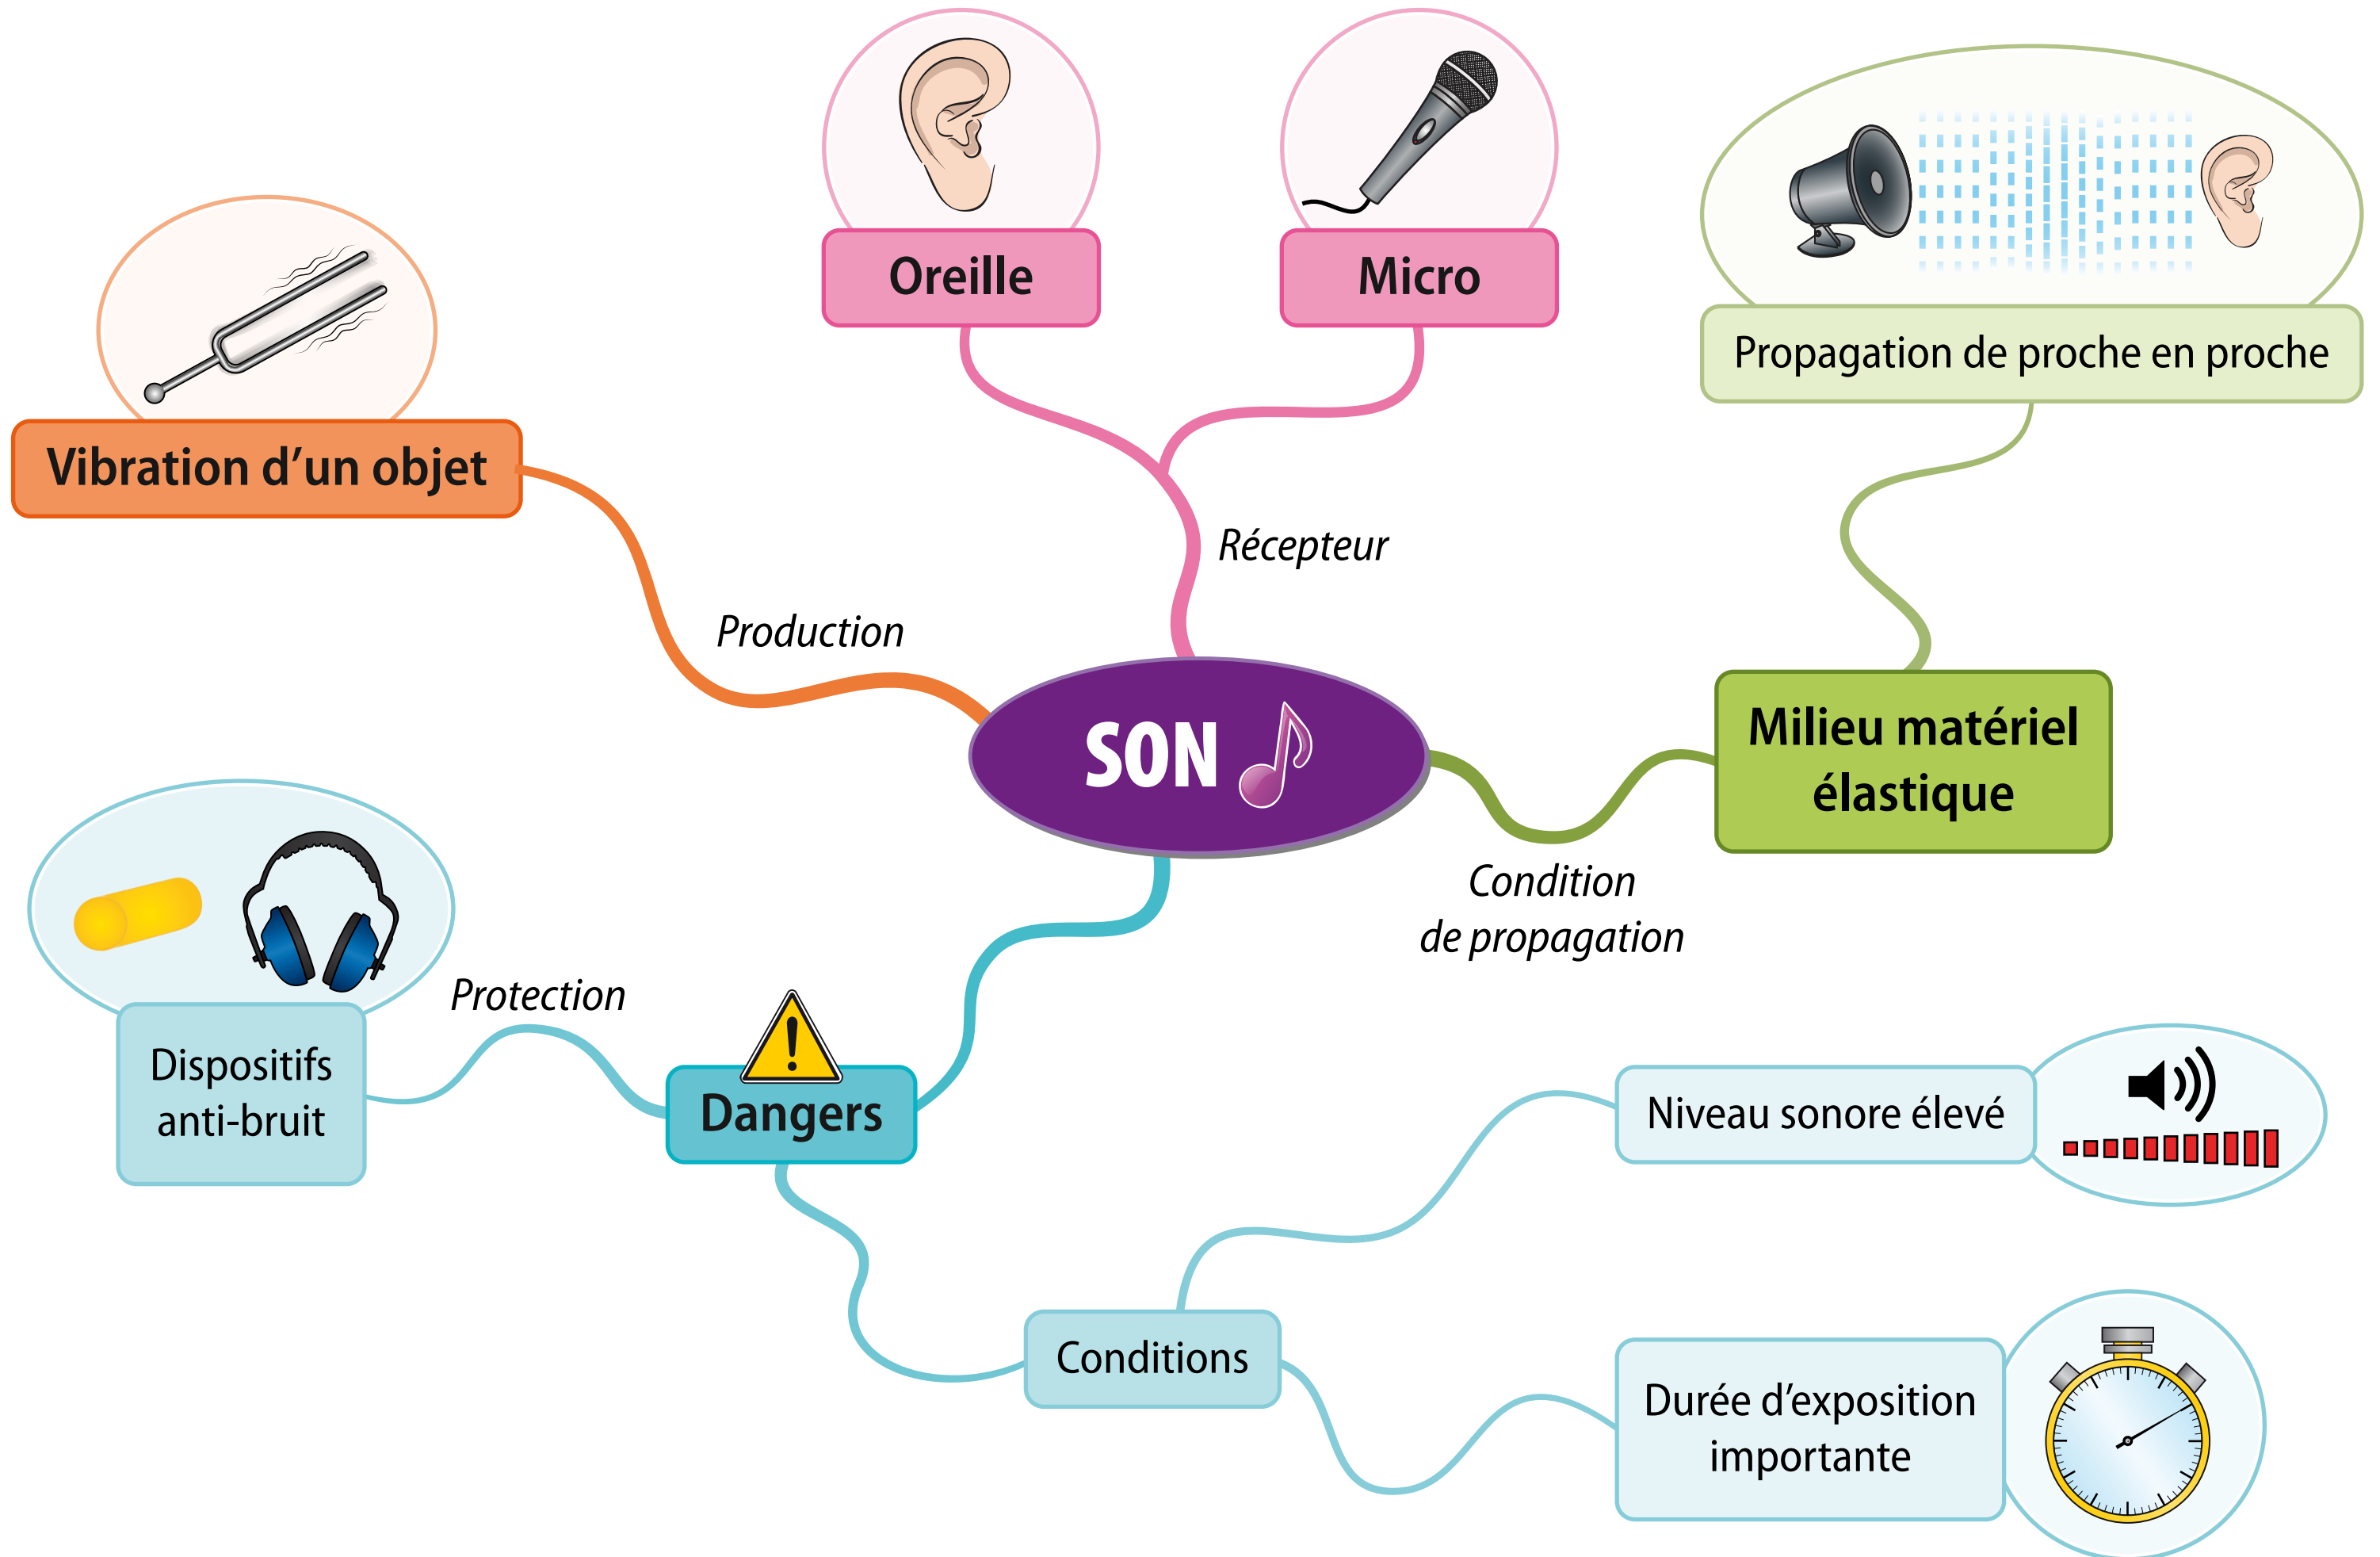 Oreille
Micro
Propagation de proche en proche
Vibration d’un objet
Récepteur
Production
SON
Milieu matériel
élastique
Condition
de propagation
Protection
Dispositifs
anti-bruit
Dangers
Niveau sonore élevé
Conditions
Durée d’exposition
importante